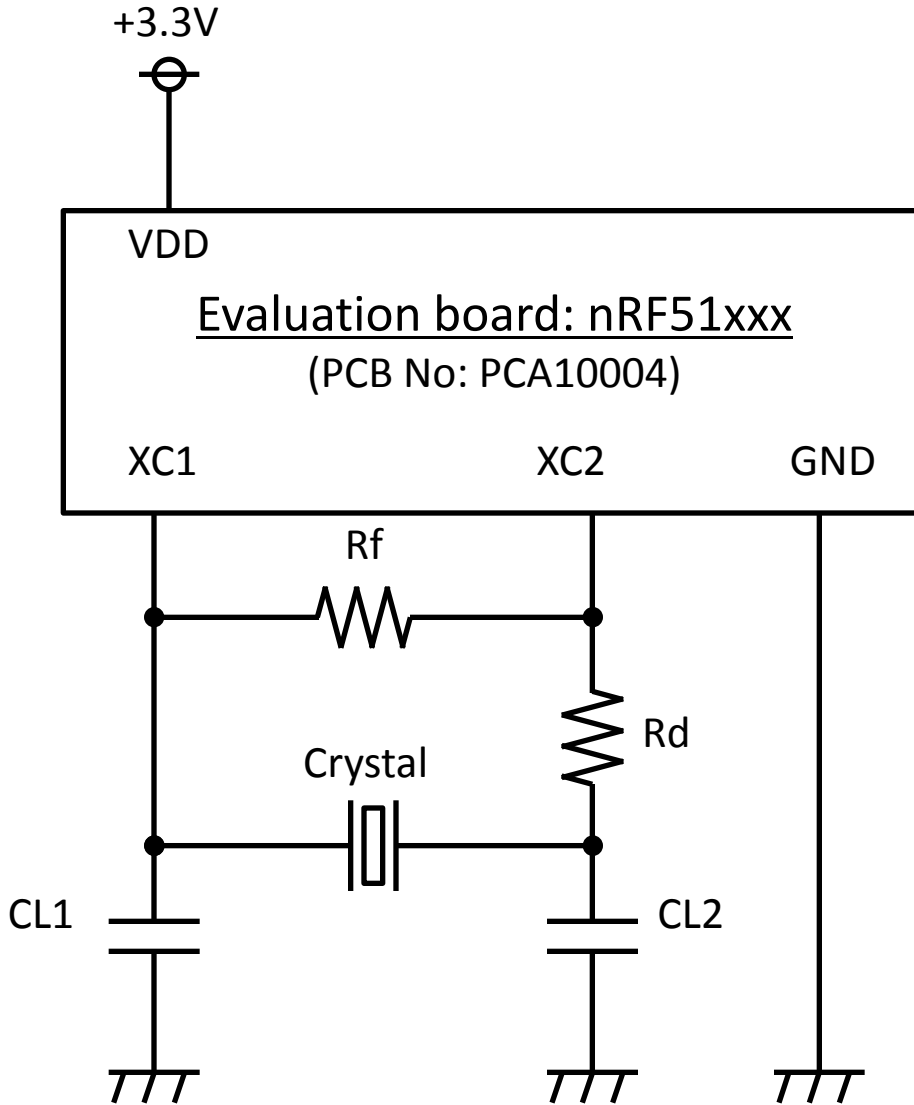 +3.3V
VDD
Evaluation board: nRF51xxx
(PCB No: PCA10004)
XC1
XC2
GND
Rf
Rd
Crystal
CL1
CL2